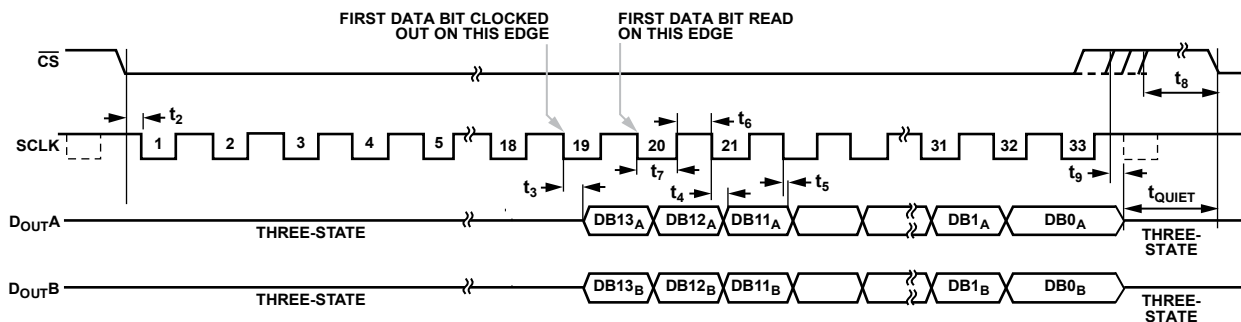 FIRST DATA BIT CLOCKED
OUT ON THIS EDGE
FIRST DATA BIT READ
ON THIS EDGE
CS
t8
t2
t6
SCLK
1 2 3 4 5 18 19 20 21 31 32 33
t3
t7
t4
t5
t9
tQUIET
DOUTA
THREE-STATE
DB13A DB12A DB11A DB1A DB0A
THREE-
STATE
DOUTB
THREE-STATE
DB13B DB12B DB11B DB1B DB0B
THREE-
STATE